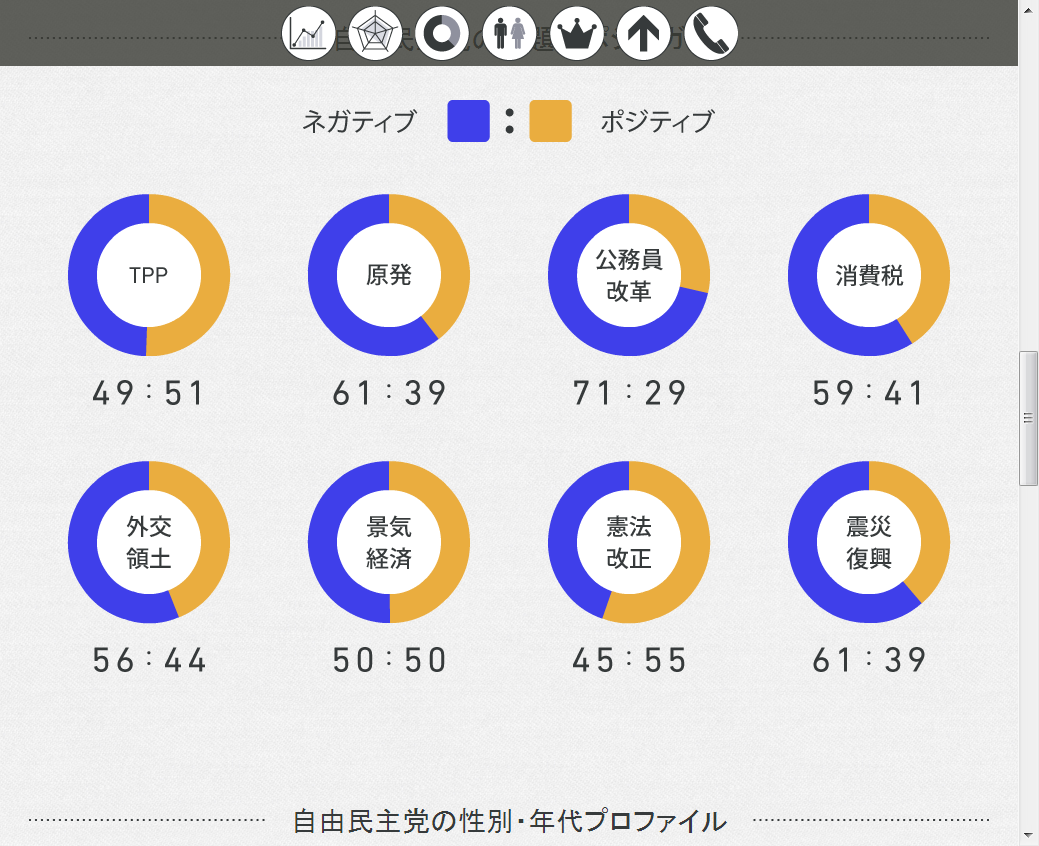 ネガティブ : ポジティブ
TPP
49:51
原発
61:39
公務員
改革
71:29
消費税
59:41
外交
領土
56:44
景気
経済
50:50
憲法
改正
45:55
震災
復興
61:39
自由民主党の性別・年代プロファイル